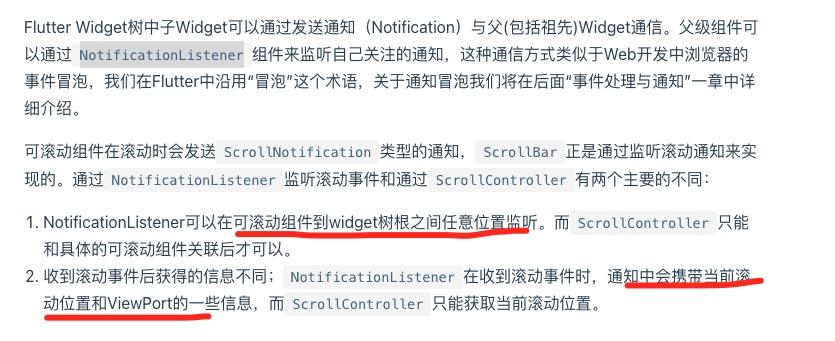 Flutter Widget树中子Widget可以通过发送通知（Notification）与父(包括祖先)Widget通信。父级组件可
以通过 NotificationListener 组件来监听自己关注的通知，这种通信方式类似于Web开发中浏览器的
事件冒泡，我们在Flutter中沿用“冒泡”这个术语，关于通知冒泡我们将在后面“事件处理与通知”一章中详
细介绍。
可滚动组件在滚动时会发送 ScrollNotification 类型的通知， ScrollBar 正是通过监听滚动通知来实
现的。通过 NotificationListener 监听滚动事件和通过 ScrollController 有两个主要的不同：
1. NotificationListener可以在可滚动组件到widget树根之间任意位置监听。而 ScrollController 只能
和具体的可滚动组件关联后才可以。
2. 收到滚动事件后获得的信息不同； NotificationListener 在收到滚动事件时，通知中会携带当前滚
动位置和ViewPort的一些信息，而 ScrollController 只能获取当前滚动位置。